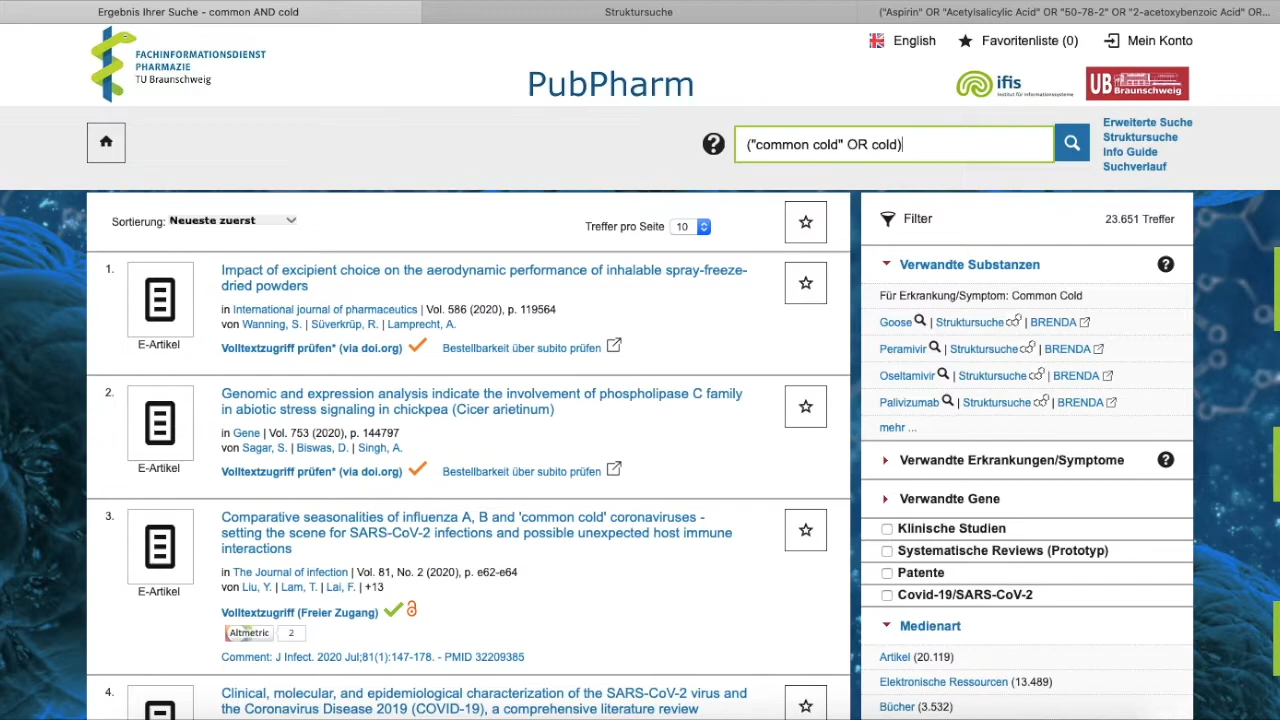 Ergebnis Ihrer Suche - common AND cold
Struktursuche
("Aspirin" OR "Acetylsalicylic Acid" OR "50-78-2" OR "2-acetoxybenzoic Acid" OR...
FACHINFORMATIONSDIENST
PHARMAZIE
TU Braunschweig
PubPharm
English
Favoritenliste (0)
Mein Konto
ifis
Institut für Informationssysteme
UB Braunschweig
? ("common cold" OR cold)
Erweiterte Suche
Struktursuche
Info Guide
Suchverlauf
Sortierung: Neueste zuerst
Treffer pro Seite 10
1.
E-Artikel
Impact of excipient choice on the aerodynamic performance of inhalable spray-freeze-
dried powders
in International journal of pharmaceutics | Vol. 586 (2020), p. 119564
von Wanning, S. | Süverkrüp, R. | Lamprecht, A.
Volltextzugriff prüfen* (via doi.org) Bestellbarkeit über subito prüfen
2.
E-Artikel
Genomic and expression analysis indicate the involvement of phospholipase C family
in abiotic stress signaling in chickpea (Cicer arietinum)
in Gene | Vol. 753 (2020), p. 144797
von Sagar, S. | Biswas, D. | Singh, A.
Volltextzugriff prüfen* (via doi.org) Bestellbarkeit über subito prüfen
3.
E-Artikel
Comparative seasonalities of influenza A, B and 'common cold' coronaviruses -
setting the scene for SARS-CoV-2 infections and possible unexpected host immune
interactions
in The Journal of infection | Vol. 81, No. 2 (2020), p. e62-e64
von Liu, Y. | Lam, T. | Lai, F. | +13
Volltextzugriff (Freier Zugang)
Altmetric 2
Comment: J Infect. 2020 Jul;81(1):147-178. - PMID 32209385
4.
Clinical, molecular, and epidemiological characterization of the SARS-CoV-2 virus and
the Coronavirus Disease 2019 (COVID-19), a comprehensive literature review
Filter 23.651 Treffer
Verwandte Substanzen ?
Für Erkrankung/Symptom: Common Cold
Goose | Struktursuche | BRENDA
Peramivir | Struktursuche | BRENDA
Oseltamivir | Struktursuche | BRENDA
Palivizumab | Struktursuche | BRENDA
mehr ...
Verwandte Erkrankungen/Symptome ?
Verwandte Gene
Klinische Studien
Systematische Reviews (Prototyp)
Patente
Covid-19/SARS-CoV-2
Medienart
Artikel (20.119)
Elektronische Ressourcen (13.489)
Bücher (3.532)